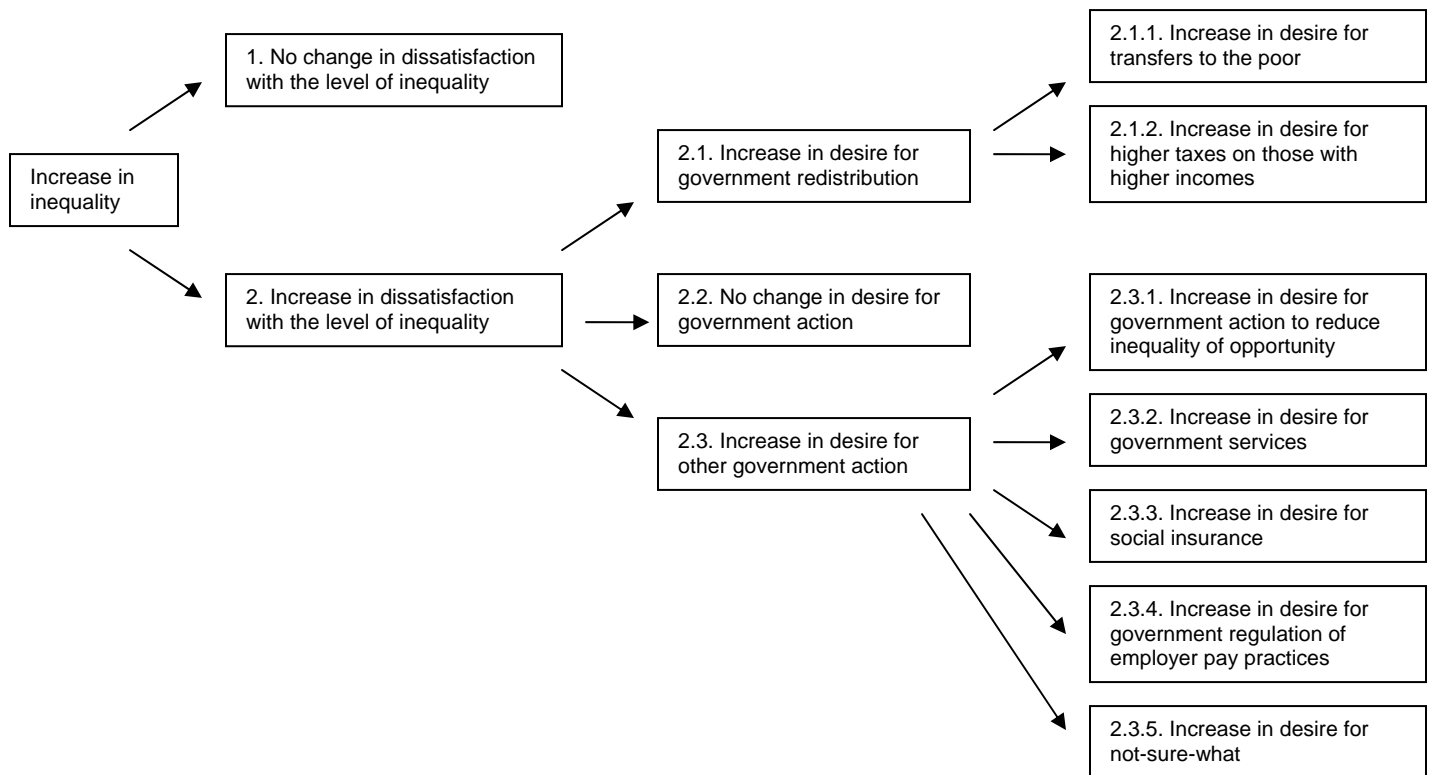 Increase in
inequality
1. No change in dissatisfaction
with the level of inequality
2. Increase in dissatisfaction
with the level of inequality
2.1. Increase in desire for
government redistribution
2.2. No change in desire for
government action
2.3. Increase in desire for
other government action
2.1.1. Increase in desire for
transfers to the poor
2.1.2. Increase in desire for
higher taxes on those with
higher incomes
2.3.1. Increase in desire for
government action to reduce
inequality of opportunity
2.3.2. Increase in desire for
government services
2.3.3. Increase in desire for
social insurance
2.3.4. Increase in desire for
government regulation of
employer pay practices
2.3.5. Increase in desire for
not-sure-what